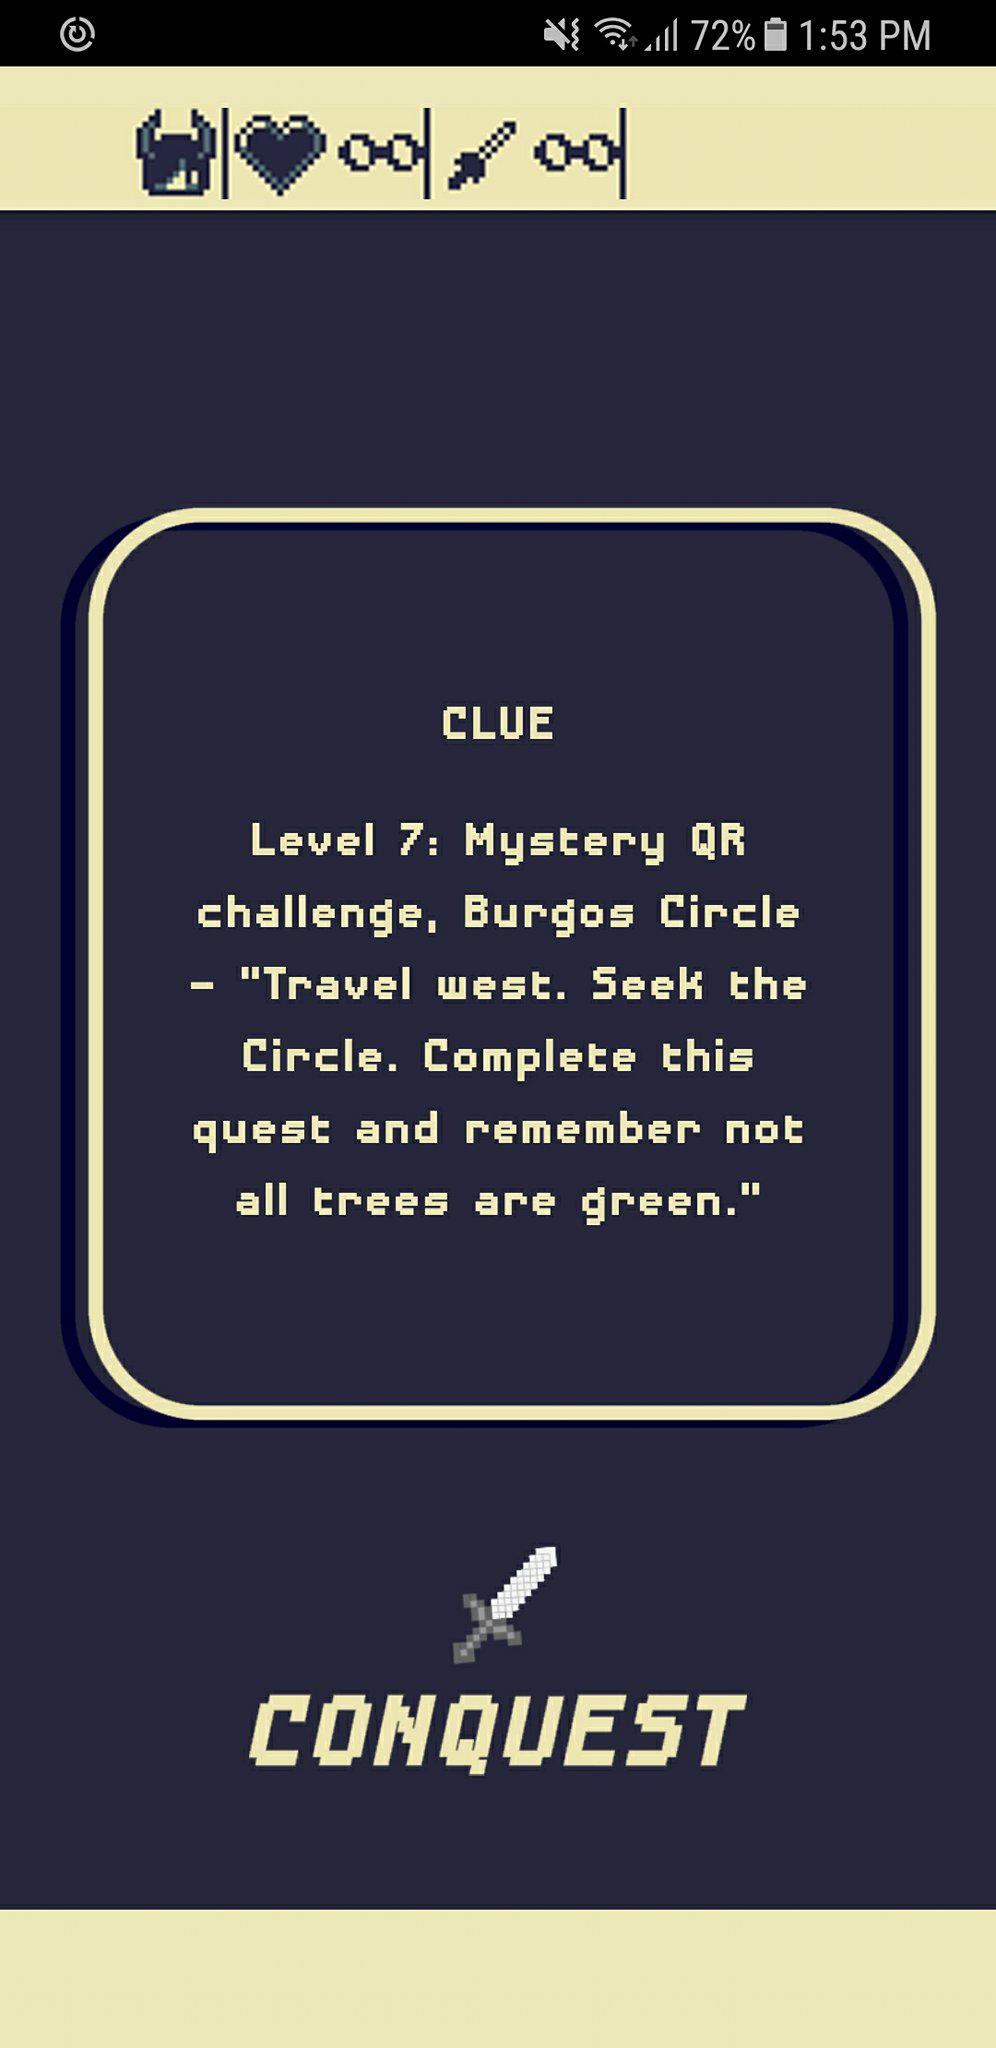 72% 1:53 PM
CLUE
Level 7: Mystery QR
challenge, Burgos Circle
- "Travel west. Seek the
Circle. Complete this
quest and remember not
all trees are green."
CONQUEST